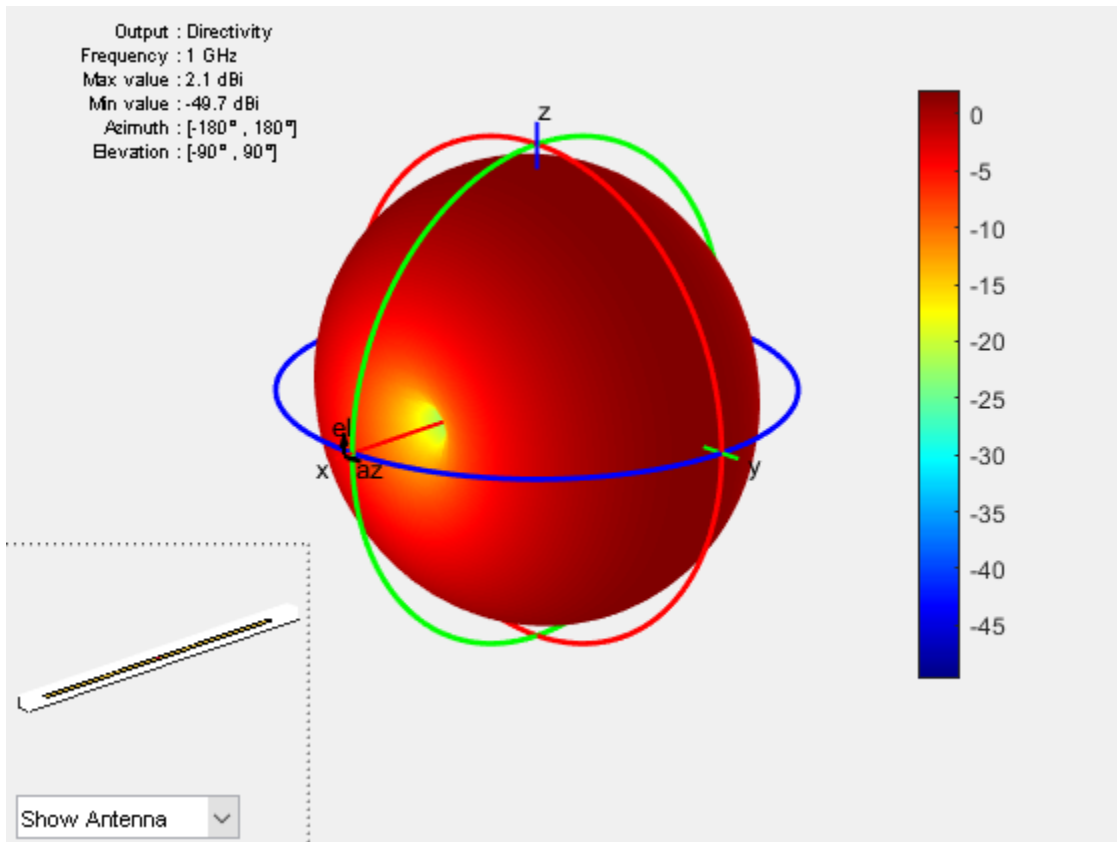 Output : Directivity
Frequency : 1 GHz
Max value : 2.1 dBi
Min value : -49.7 dBi
Azimuth : [-180° , 180°]
Elevation : [-90° , 90°]
z
0
-5
-10
-15
-20
-25
-30
-35
-40
-45
el
x az
y
Show Antenna